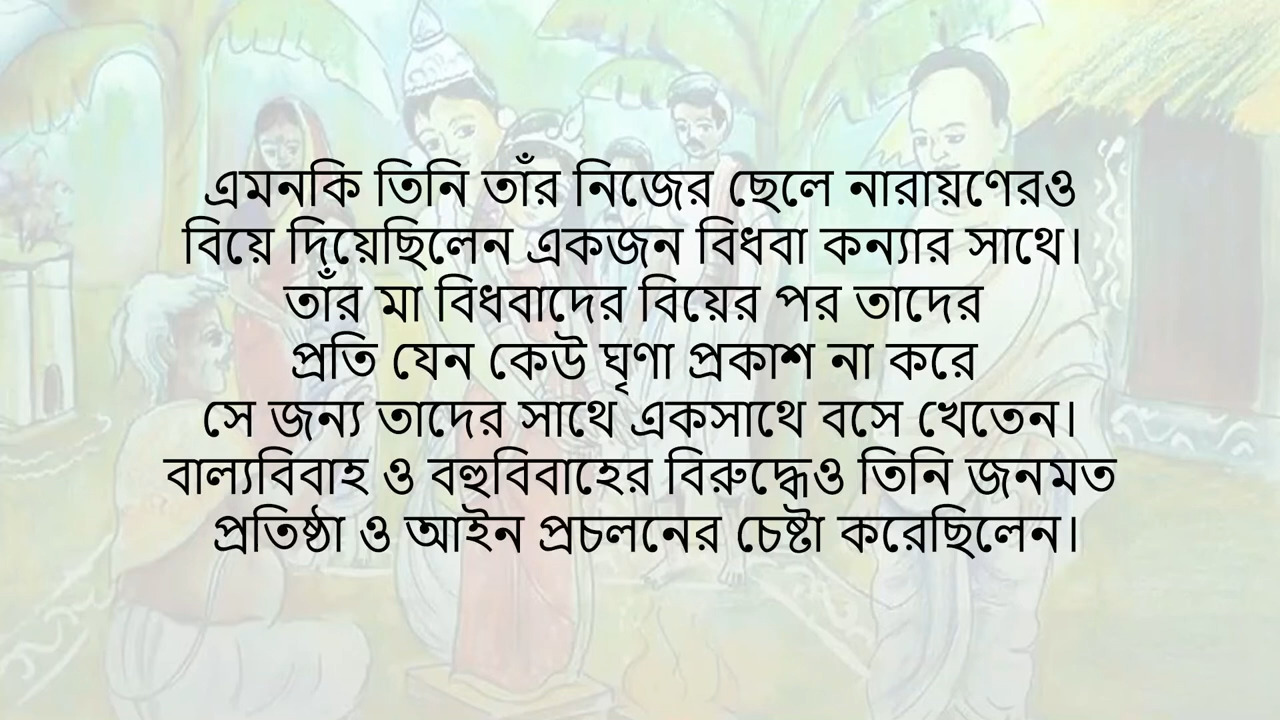 এমনকি তিনি তাঁর নিজের ছেলে নারায়ণেরও
বিয়ে দিয়েছিলেন একজন বিধবা কন্যার সাথে।
তাঁর মা বিধবাদের বিয়ের পর তাদের
প্রতি যেন কেউ ঘৃণা প্রকাশ না করে
সে জন্য তাদের সাথে একসাথে বসে খেতেন।
বাল্যবিবাহ ও বহুবিবাহের বিরুদ্ধেও তিনি জনমত
প্রতিষ্ঠা ও আইন প্রচলনের চেষ্টা করেছিলেন।